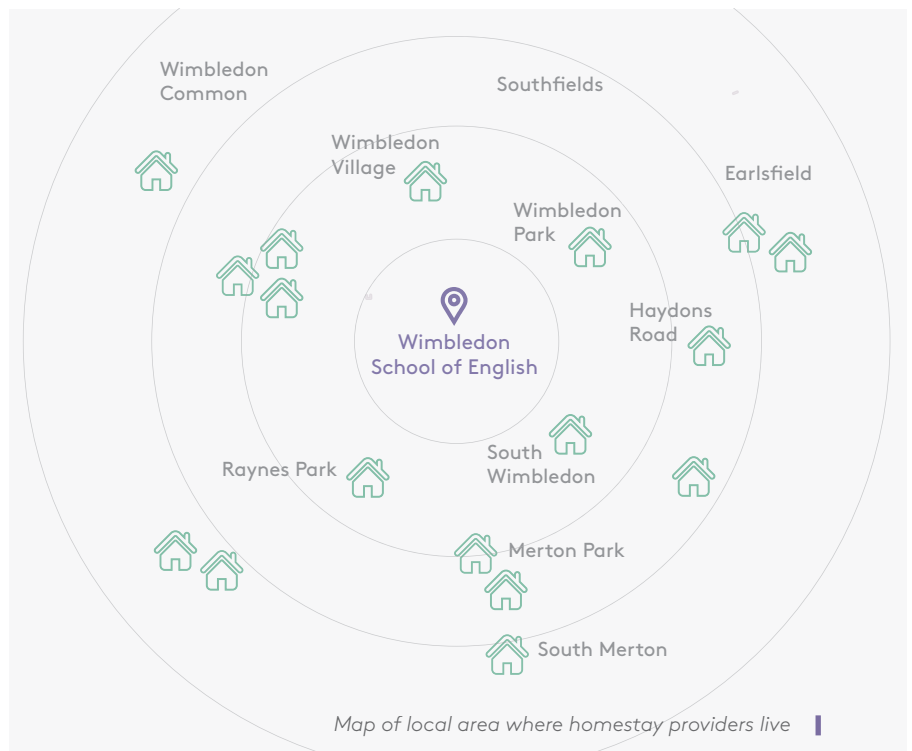 Wimbledon
Common
Southfields
Wimbledon
Village
Earlsfield
Wimbledon
Park
Haydons
Road
Wimbledon
School of English
South
Wimbledon
Raynes Park
Merton Park
South Merton
Map of local area where homestay providers live